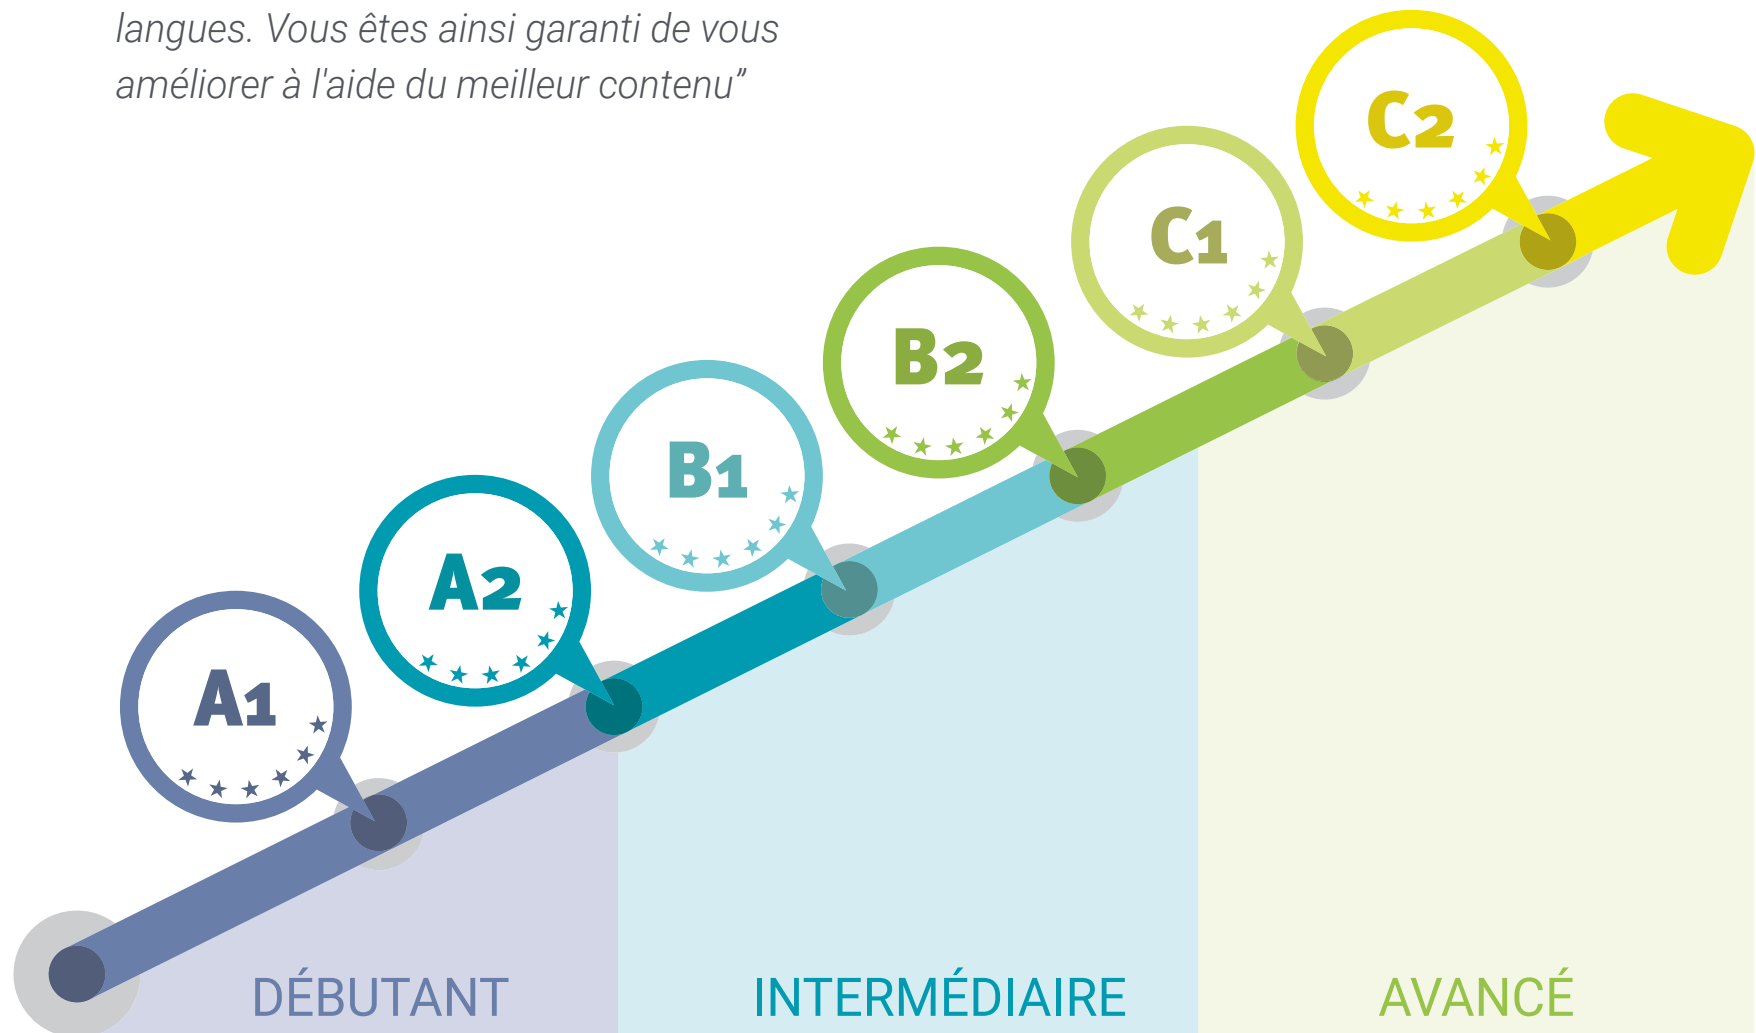 langues. Vous êtes ainsi garanti de vous
améliorer à l'aide du meilleur contenu”
C2
C1
B2
B1
A2
A1
DÉBUTANT
INTERMÉDIAIRE
AVANCÉ